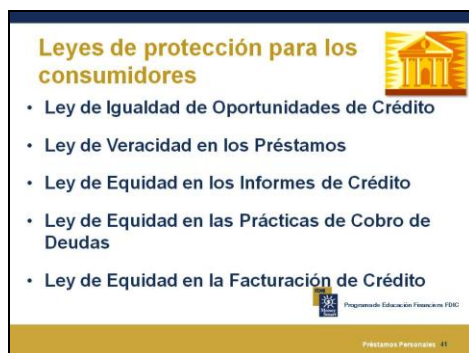 Leyes de protección para los
consumidores
• Ley de Igualdad de Oportunidades de Crédito
• Ley de Veracidad en los Préstamos
• Ley de Equidad en los Informes de Crédito
• Ley de Equidad en las Prácticas de Cobro de
Deudas
• Ley de Equidad en la Facturación de Crédito
Programa de Educación Financiera FDIC
Préstamos Personales 41